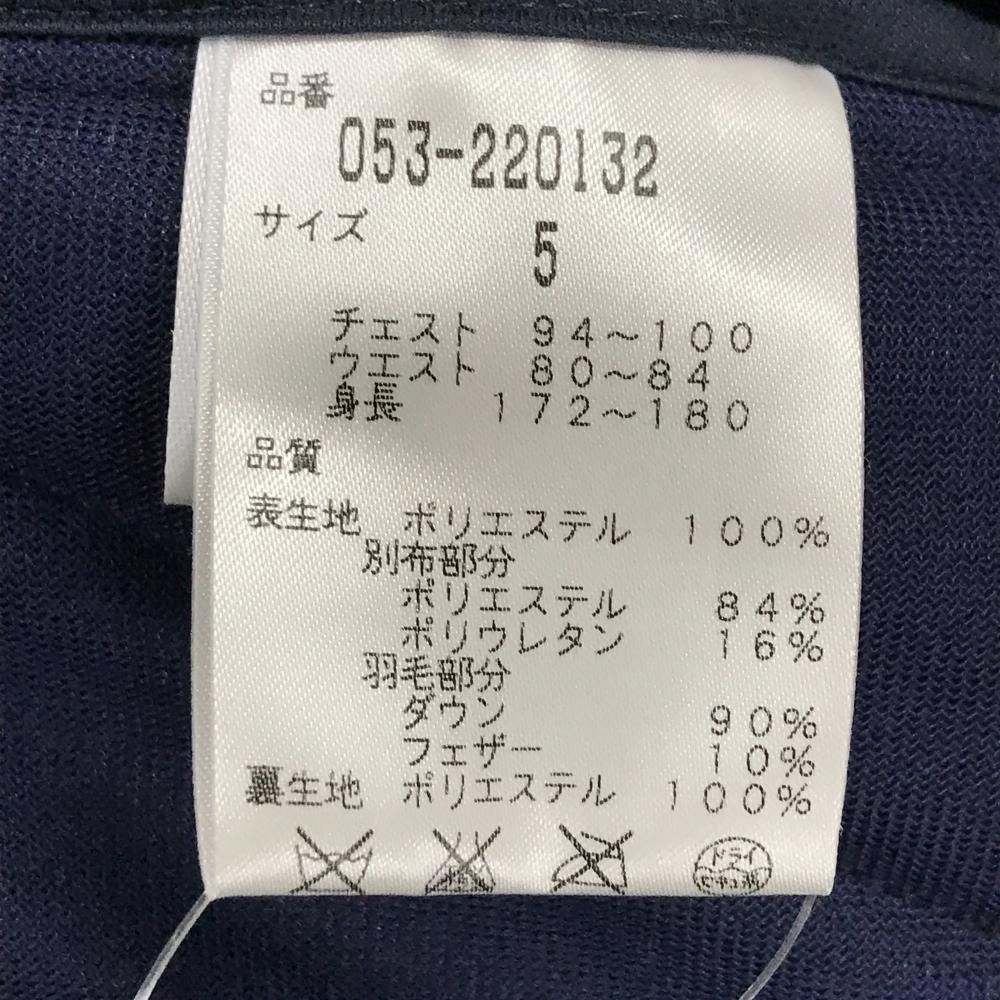 品番
053-220132
サイズ 5
チェスト 94～100
ウエスト 80～84
身長 172～180
品質
表生地 ポリエステル 100%
別布部分
ポリエステル 84%
ポリウレタン 16%
羽毛部分
ダウン 90%
フェザー 10%
裏生地 ポリエステル 100%
ドライ